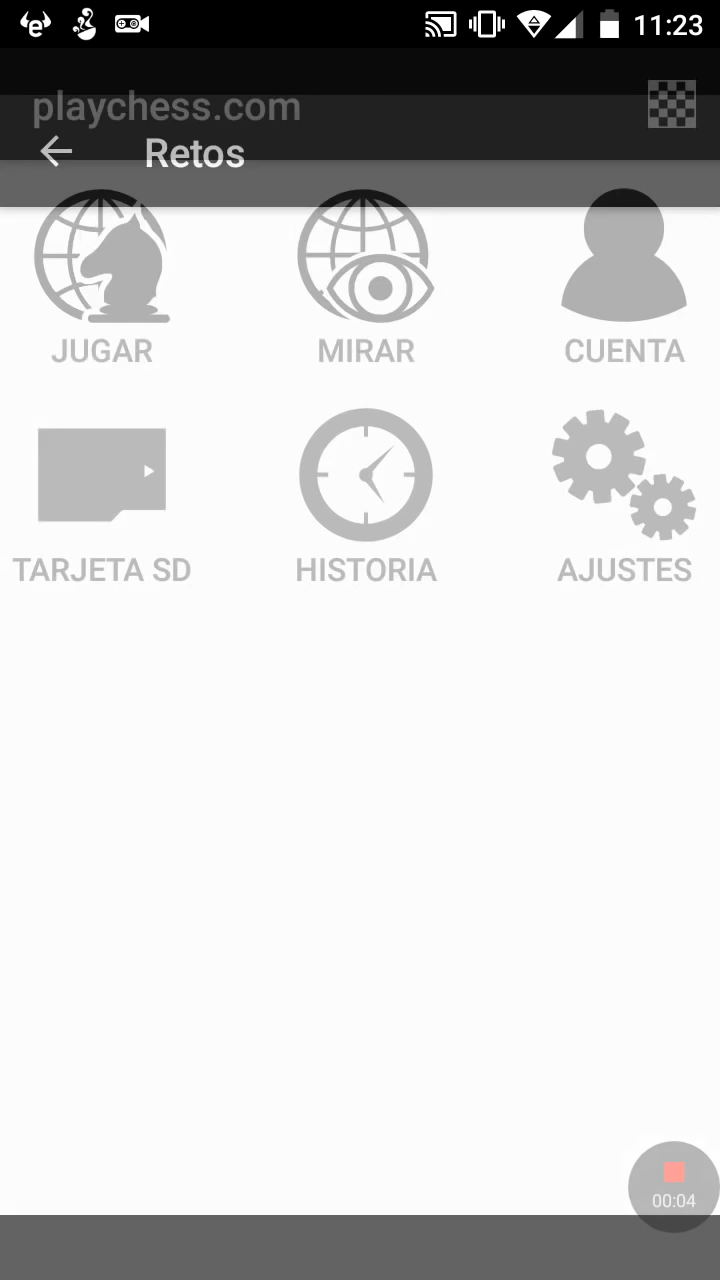 11:23
playchess.com
Retos
JUGAR
MIRAR
CUENTA
TARJETA SD
HISTORIA
AJUSTES
00:04